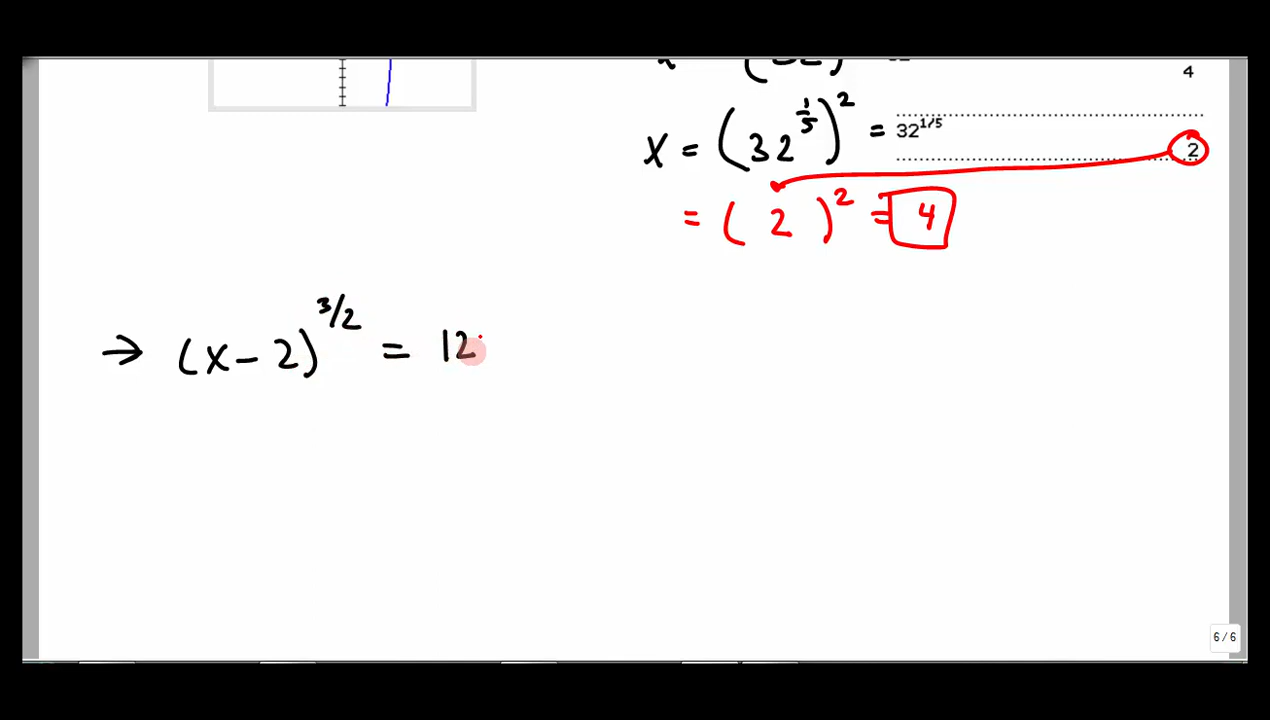 4
x = (32^{1/5})^2 = 32^{1/5}
2
= ( 2 )^2 = 4
→ (x - 2)^{3/2} = 12
6 / 6